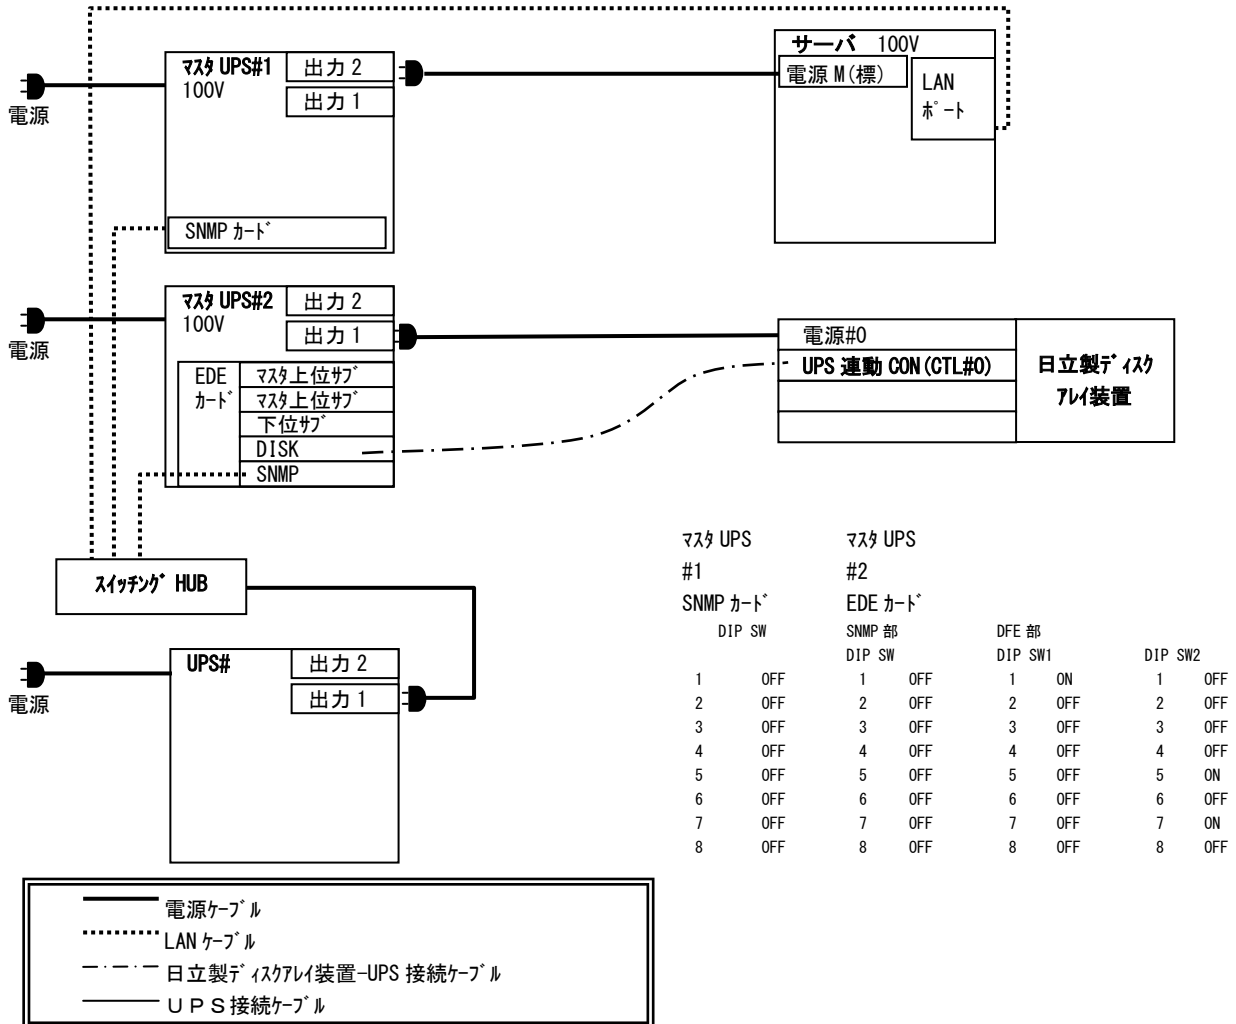 マスタ UPS#1
100V
出力 2
出力 1
SNMP カード
電源
サーバ 100V
電源 M(標)
LAN
ポート
マスタ UPS#2
100V
出力 2
出力 1
EDE
カード
マスタ上位サブ
マスタ上位サブ
下位サブ
DISK
SNMP
電源
電源#0
UPS 連動 CON(CTL#0)
日立製ディスク
アレイ装置
スイッチング HUB
UPS#
出力 2
出力 1
電源
マスタ UPS マスタ UPS
#1 #2
SNMP カード EDE カード
DIP SW SNMP 部 DFE 部
DIP SW DIP SW1 DIP SW2
1 OFF 1 OFF 1 ON 1 OFF
2 OFF 2 OFF 2 OFF 2 OFF
3 OFF 3 OFF 3 OFF 3 OFF
4 OFF 4 OFF 4 OFF 4 OFF
5 OFF 5 OFF 5 OFF 5 ON
6 OFF 6 OFF 6 OFF 6 OFF
7 OFF 7 OFF 7 OFF 7 ON
8 OFF 8 OFF 8 OFF 8 OFF
電源ケーブル
LAN ケーブル
日立製ディスクアレイ装置-UPS 接続ケーブル
UPS接続ケーブル